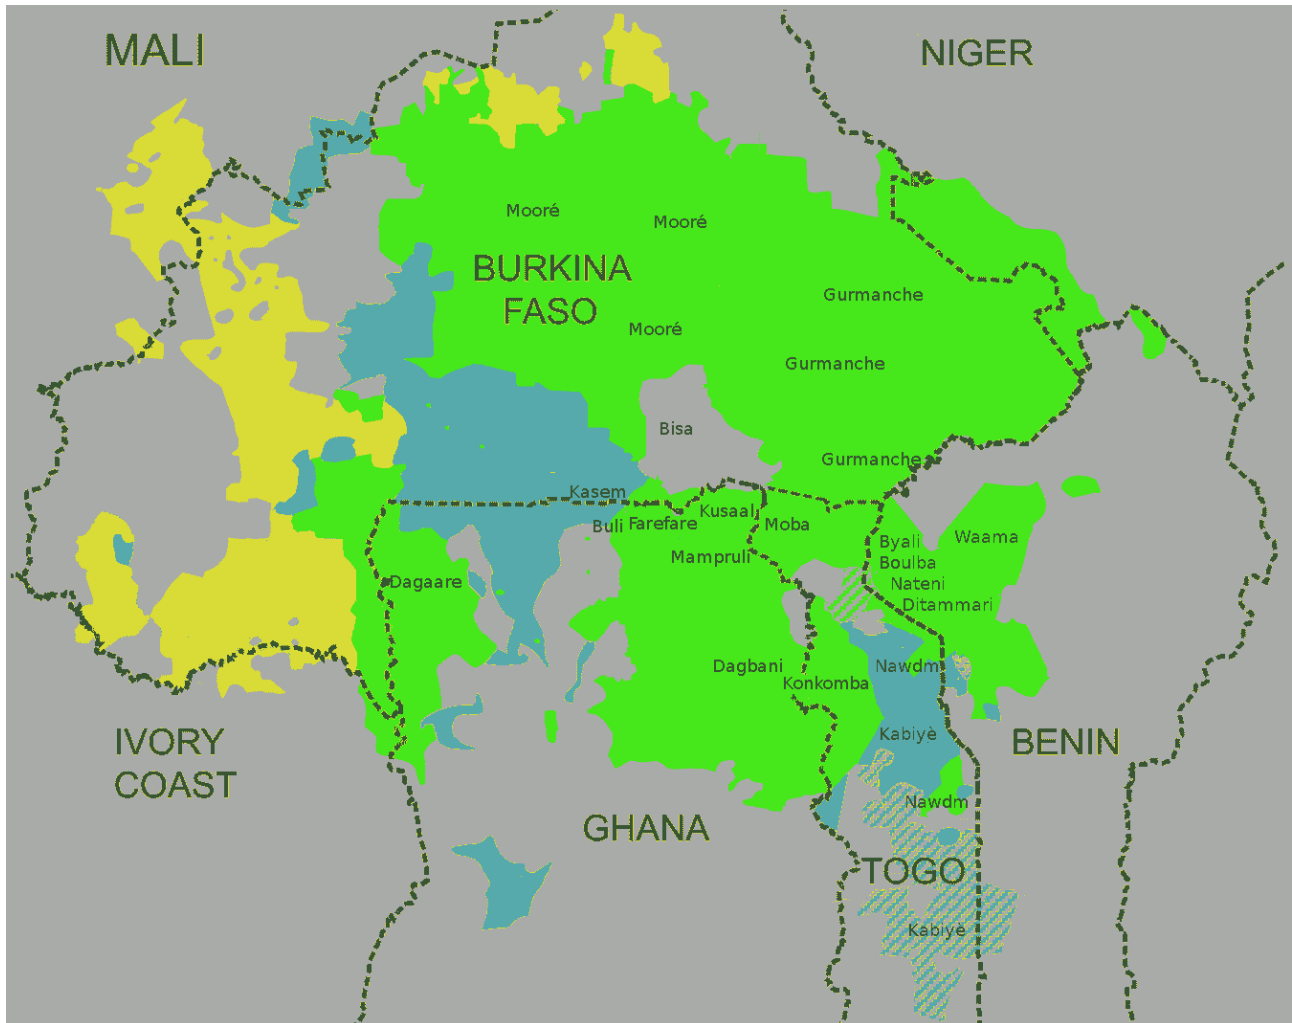 MALI
NIGER
Mooré
Mooré
BURKINA
FASO
Gurmanche
Mooré
Gurmanche
Bisa
Gurmanche
Kasem
Kusaal
Buli
Farefare
Moba
Mampruli
Byali
Waama
Boulba
Nateni
Dagaare
Ditammari
Dagbani
Nawdm
Konkomba
IVORY
COAST
Kabiyè
BENIN
Nawdm
GHANA
TOGO
Kabiyè